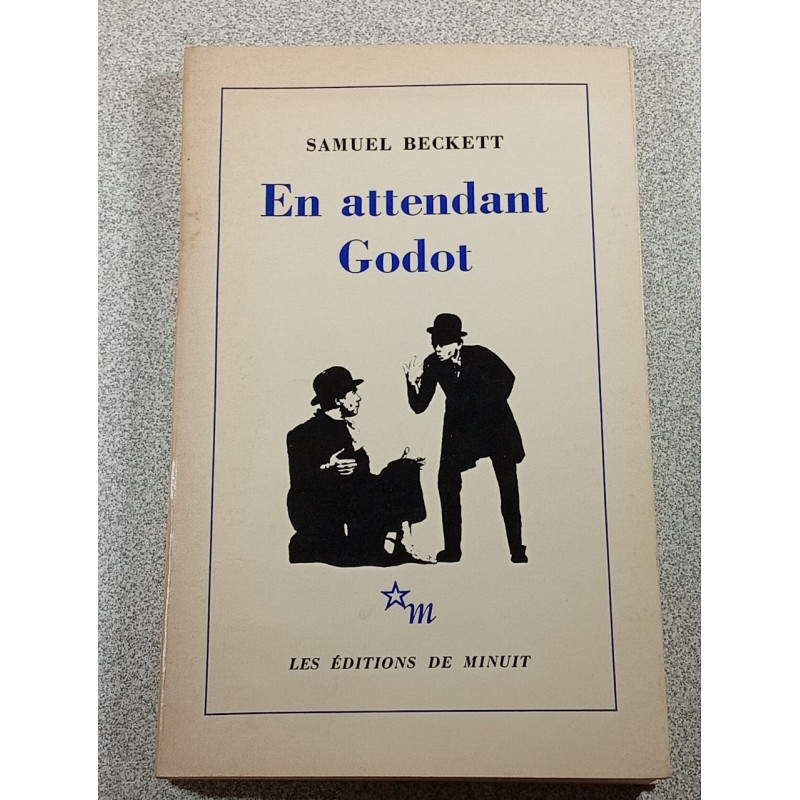 SAMUEL BECKETT
En attendant
Godot
m
LES ÉDITIONS DE MINUIT